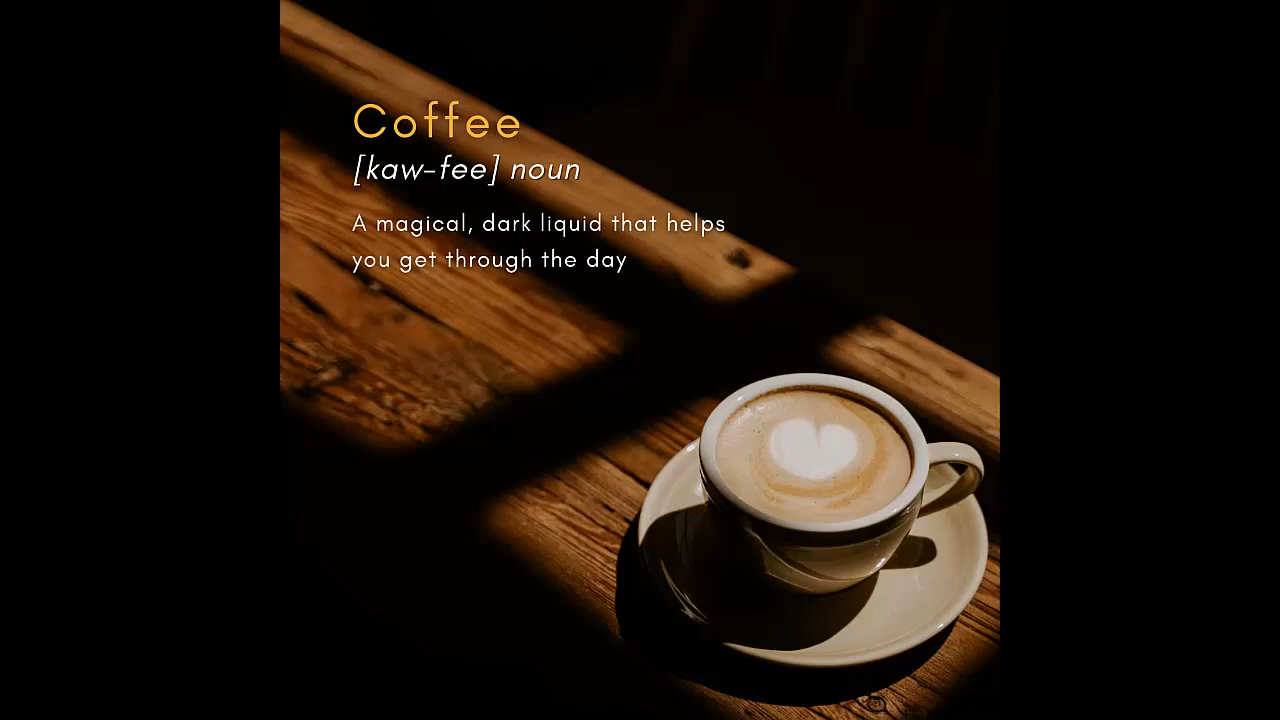 Coffee
[kaw-fee] noun
A magical, dark liquid that helps
you get through the day